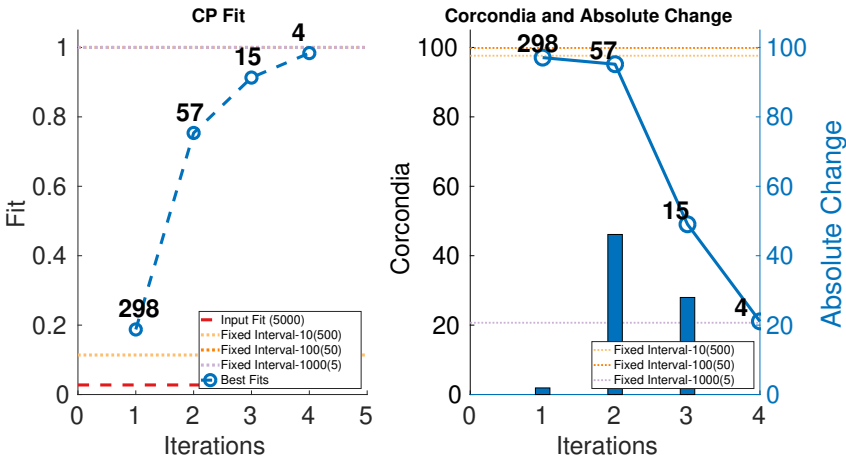 CP Fit
1
0.8
0.6
0.4
0.2
0
Fit
298
57
15
4
Input Fit (5000)
Fixed Interval-10(500)
Fixed Interval-100(50)
Fixed Interval-1000(5)
Best Fits
0 1 2 3 4 5
Iterations
Corcondia and Absolute Change
100
80
60
40
20
0
Corcondia
298
57
15
4
Fixed Interval-10(500)
Fixed Interval-100(50)
Fixed Interval-1000(5)
0 1 2 3 4
Iterations
100
80
60
40
20
0
Absolute Change